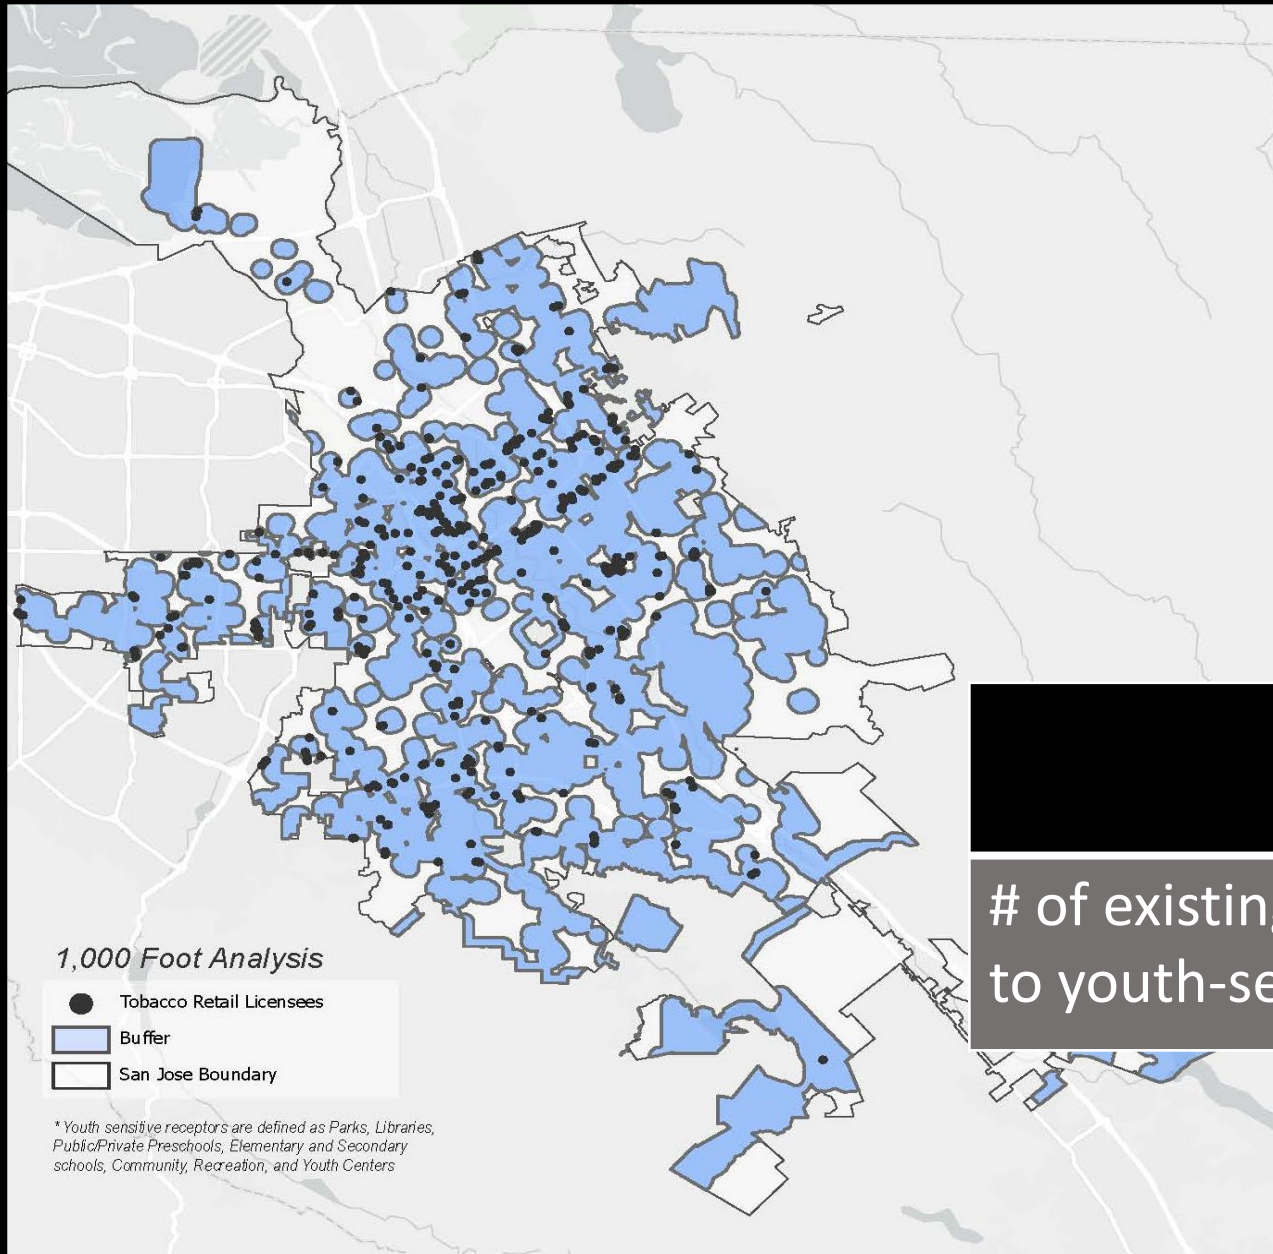 # of existing
to youth-se
1,000 Foot Analysis
Tobacco Retail Licensees
Buffer
San Jose Boundary
* Youth sensitive receptors are defined as Parks, Libraries,
Public/Private Preschools, Elementary and Secondary
schools, Community, Recreation, and Youth Centers